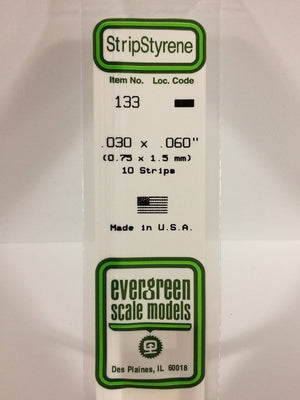 StripStyrene
Item No. Loc. Code
133
.030 x .060"
(0.75 x 1.5 mm)
10 Strips
Made in U.S.A.
evergreen
scale models
Des Plaines, IL 60018